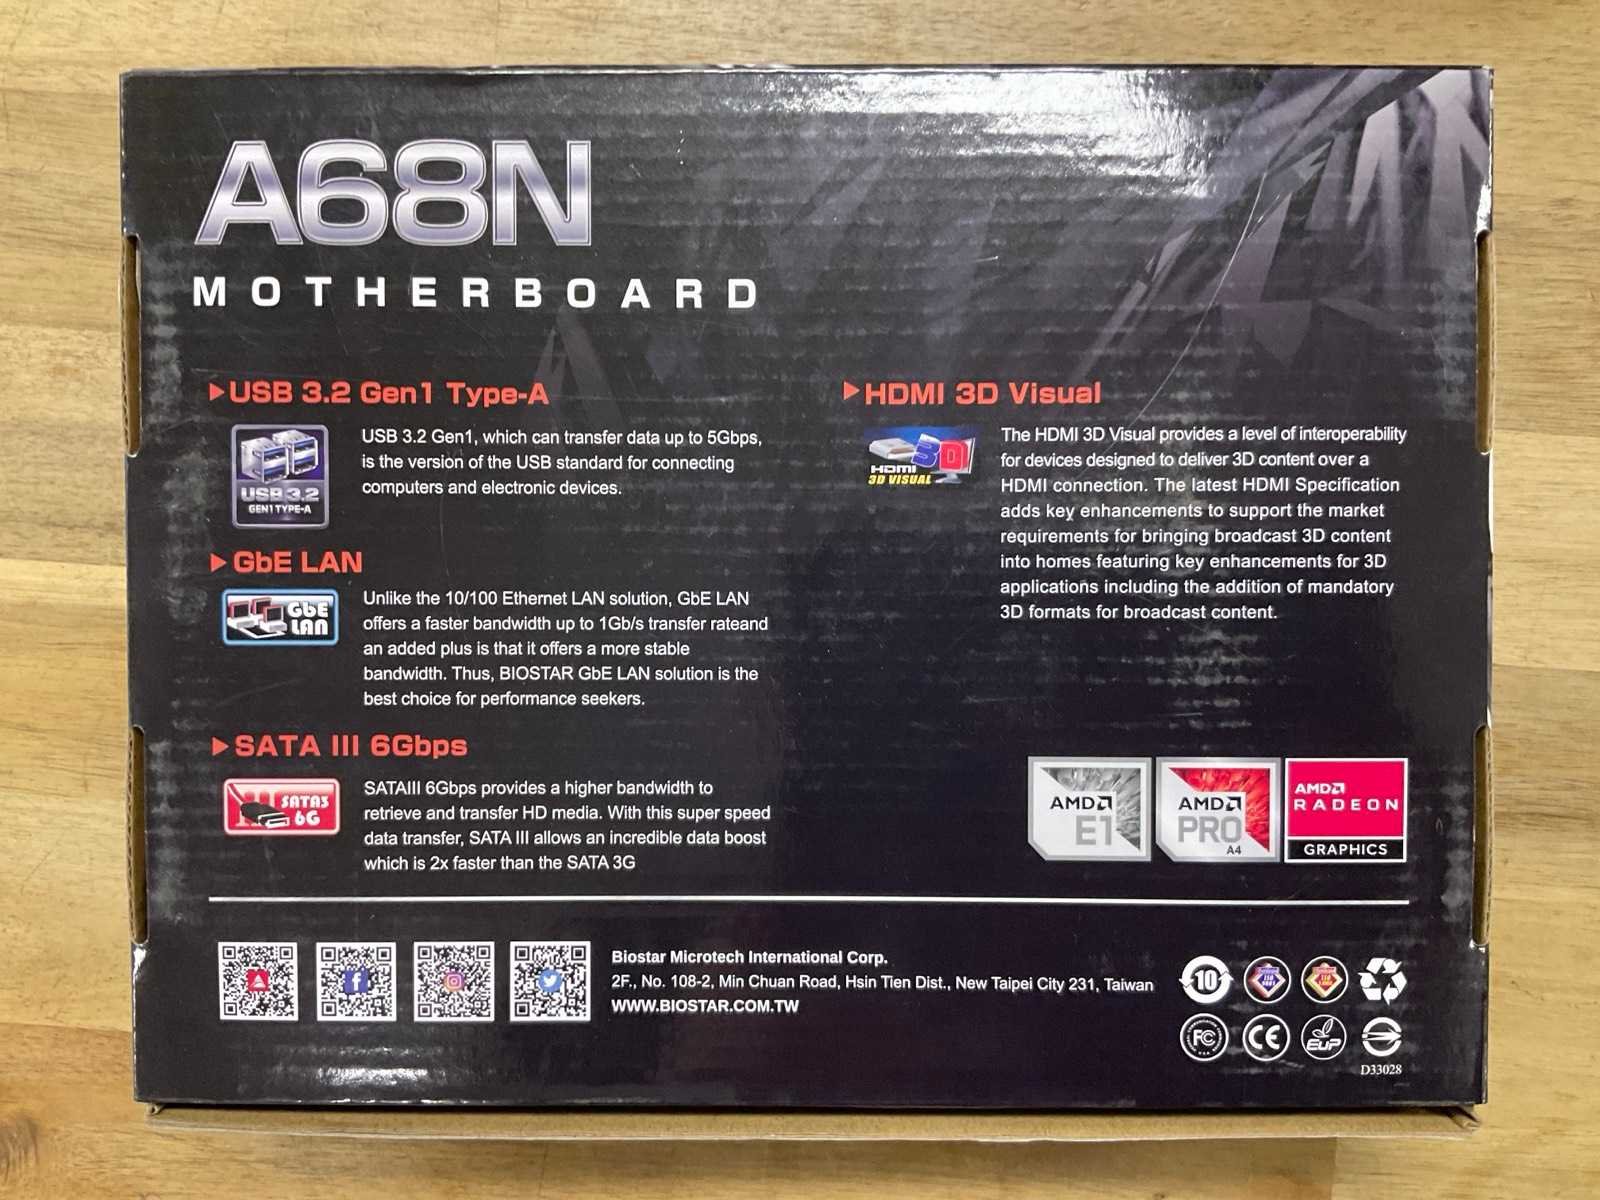 A68N
MOTHERBOARD
USB 3.2 Gen1 Type-A
USB 3.2
GEN1 TYPE-A
USB 3.2 Gen1, which can transfer data up to 5Gbps,
is the version of the USB standard for connecting
computers and electronic devices.
GbE LAN
GbE
LAN
Unlike the 10/100 Ethernet LAN solution, GbE LAN
offers a faster bandwidth up to 1Gb/s transfer rateand
an added plus is that it offers a more stable
bandwidth. Thus, BIOSTAR GbE LAN solution is the
best choice for performance seekers.
SATA III 6Gbps
SATA3
6G
SATAIII 6Gbps provides a higher bandwidth to
retrieve and transfer HD media. With this super speed
data transfer, SATA III allows an incredible data boost
which is 2x faster than the SATA 3G
HDMI 3D Visual
3D
HDMI
3D VISUAL
The HDMI 3D Visual provides a level of interoperability
for devices designed to deliver 3D content over a
HDMI connection. The latest HDMI Specification
adds key enhancements to support the market
requirements for bringing broadcast 3D content
into homes featuring key enhancements for 3D
applications including the addition of mandatory
3D formats for broadcast content.
AMD
E1
AMD
PRO
A4
AMD
RADEON
GRAPHICS
Biostar Microtech International Corp.
2F., No. 108-2, Min Chuan Road, Hsin Tien Dist., New Taipei City 231, Taiwan
WWW.BIOSTAR.COM.TW
10
FC
CE
EuP
D33028